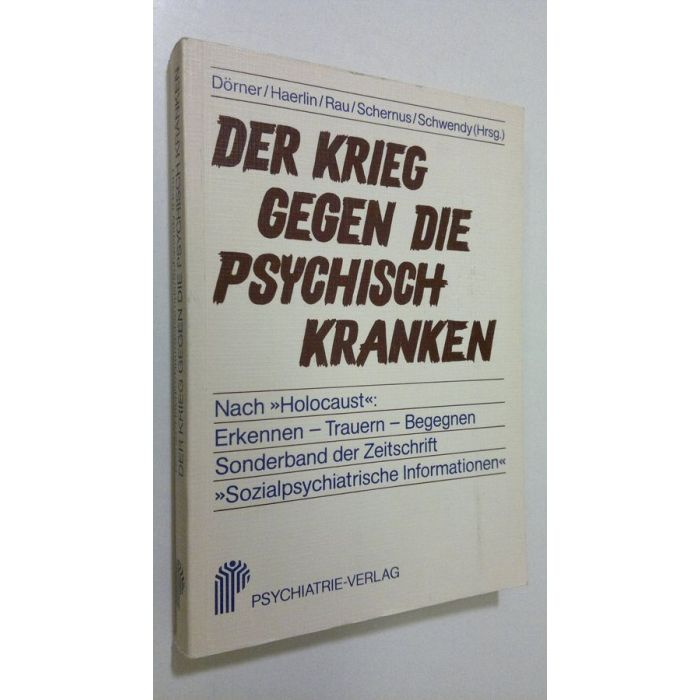 Dörner/Haerlin/Rau/Schernus/Schwendy (Hrsg.)
DER KRIEG
GEGEN DIE
PSYCHISCH
KRANKEN
Nach »Holocaust«:
Erkennen – Trauern – Begegnen
Sonderband der Zeitschrift
»Sozialpsychiatrische Informationen«
PSYCHIATRIE-VERLAG
DER KRIEG GEGEN DIE PSYCHISCH KRANKEN